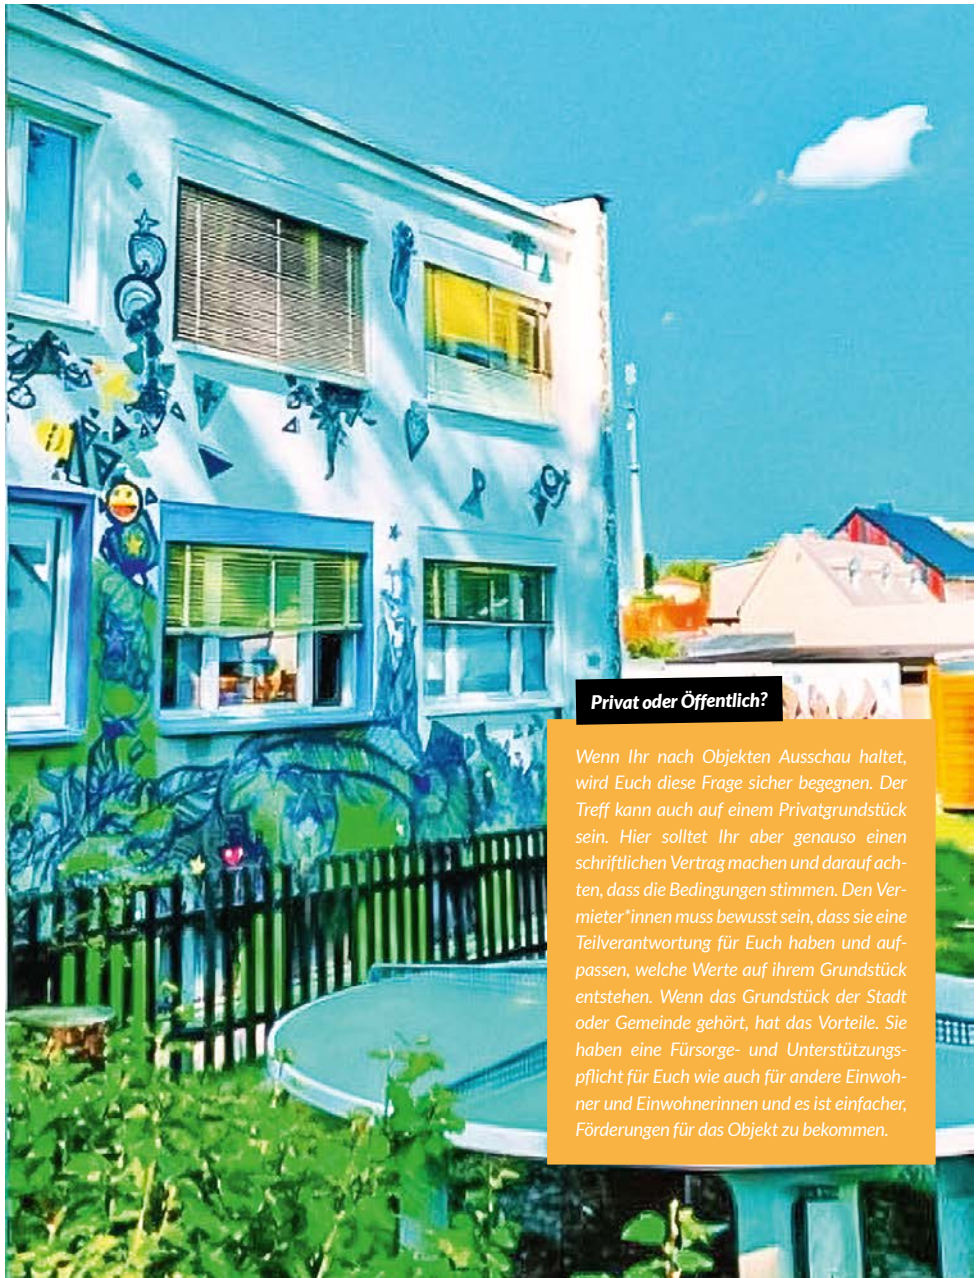 Privat oder Öffentlich?
Wenn Ihr nach Objekten Ausschau haltet,
wird Euch diese Frage sicher begegnen. Der
Treff kann auch auf einem Privatgrundstück
sein. Hier solltet Ihr aber genauso einen
schriftlichen Vertrag machen und darauf ach-
ten, dass die Bedingungen stimmen. Den Ver-
mieter*innen muss bewusst sein, dass sie eine
Teilverantwortung für Euch haben und auf-
passen, welche Werte auf ihrem Grundstück
entstehen. Wenn das Grundstück der Stadt
oder Gemeinde gehört, hat das Vorteile. Sie
haben eine Fürsorge- und Unterstützungs-
pflicht für Euch wie auch für andere Einwoh-
ner und Einwohnerinnen und es ist einfacher,
Förderungen für das Objekt zu bekommen.